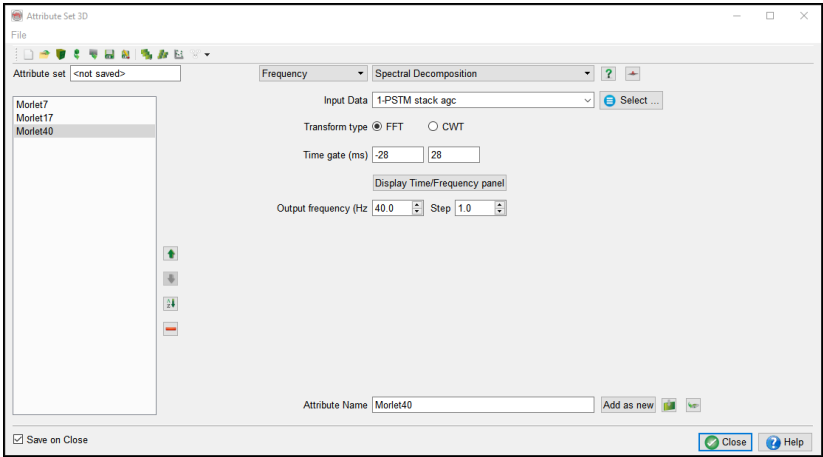 Attribute Set 3D
File
Attribute set <not saved> Frequency Spectral Decomposition ?
Input Data 1-PSTM stack agc Select ...
Morlet7
Morlet17
Morlet40
Transform type FFT CWT
Time gate (ms) -28 28
Display Time/Frequency panel
Output frequency (Hz 40.0 Step 1.0
Attribute Name Morlet40 Add as new
Save on Close
Close ? Help